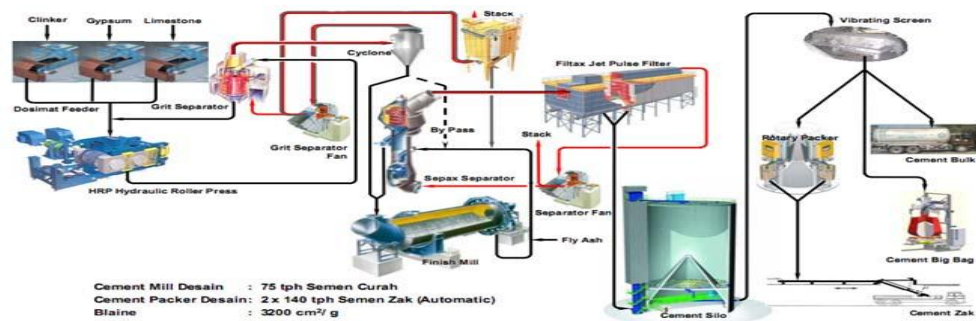 Clinker
Gypsum
Limestone
Dosimat Feeder
Grit Separator
HRP Hydraulic Roller Press
Grit Separator
Fan
Cyclone
Stack
By Pass
Sepax Separator
Finish Mill
Fly Ash
Filtax Jet Pulse Filter
Stack
Separator Fan
Cement Silo
Vibrating Screen
Rotary Packer
Cement Bulk
Cement Big Bag
Cement Zak
Cement Mill Desain : 75 tph Semen Curah
Cement Packer Desain: 2 x 140 tph Semen Zak (Automatic)
Blaine : 3200 cm²/ g